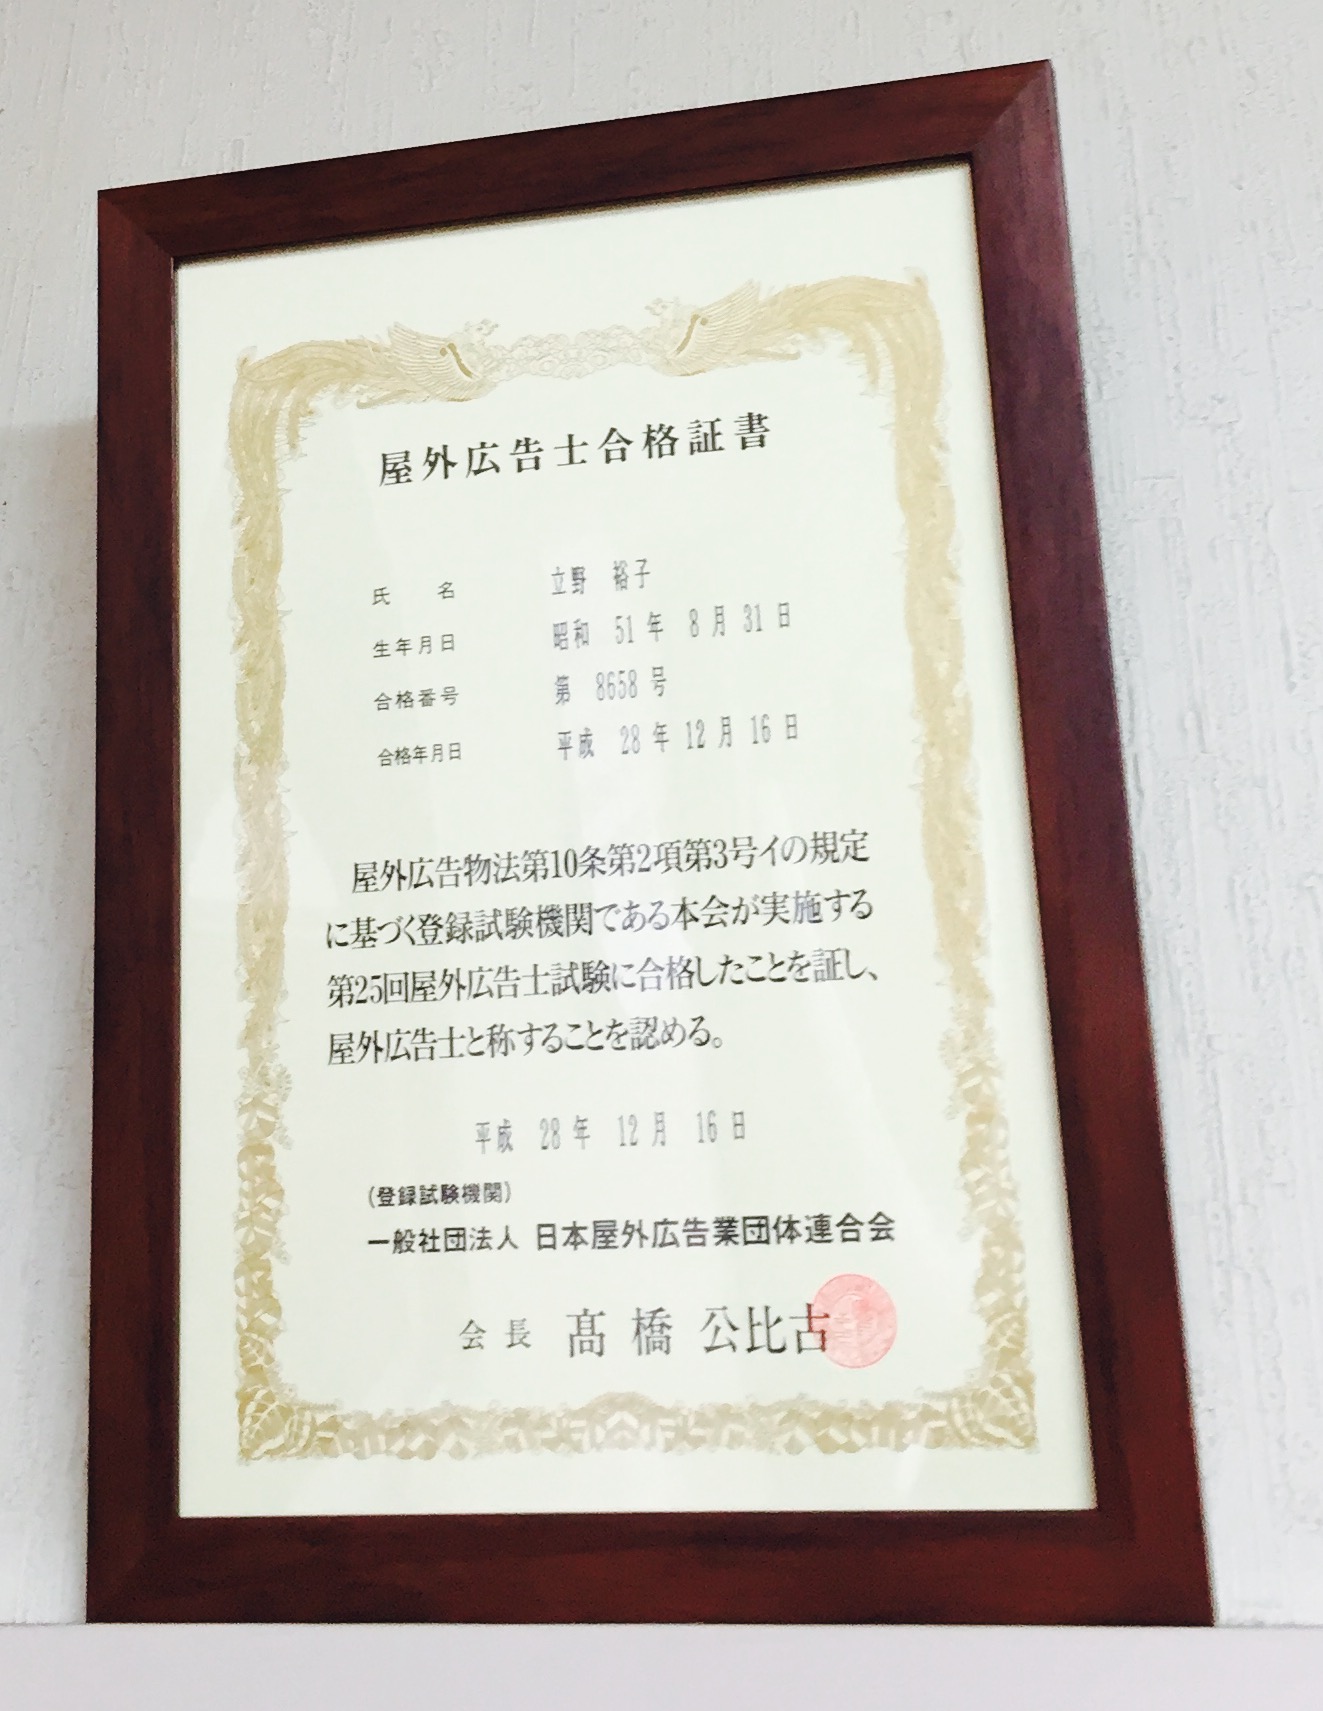 屋外広告士合格証書
氏 名 立野 裕子
生年月日 昭和 51 年 8 月 31 日
合格番号 第 8658 号
合格年月日 平成 28 年 12 月 16 日
屋外広告物法第10条第2項第3号イの規定
に基づく登録試験機関である本会が実施する
第25回屋外広告士試験に合格したことを証し、
屋外広告士と称することを認める。
平成 28 年 12 月 16 日
(登録試験機関)
一般社団法人 日本屋外広告業団体連合会
会長 髙橋 公比古